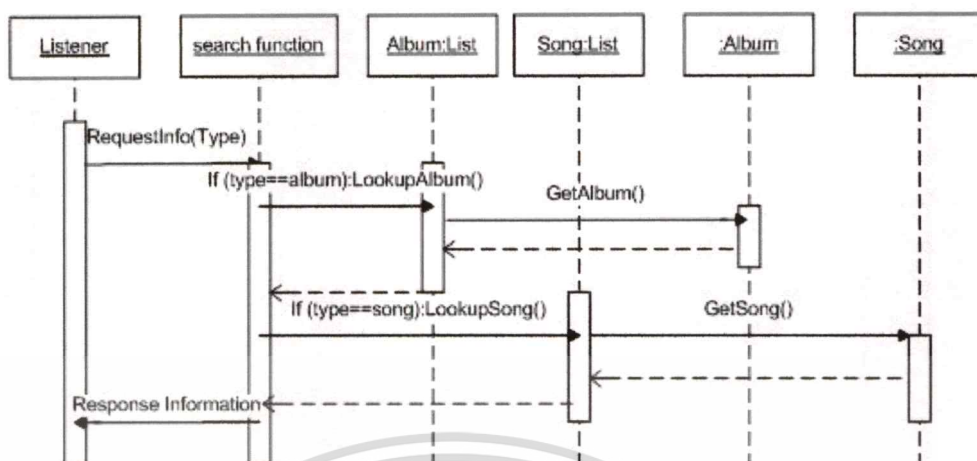 Listener
search function
Album:List
Song:List
:Album
:Song
RequestInfo(Type)
If (type==album):LookupAlbum()
GetAlbum()
If (type==song):LookupSong()
GetSong()
Response Information